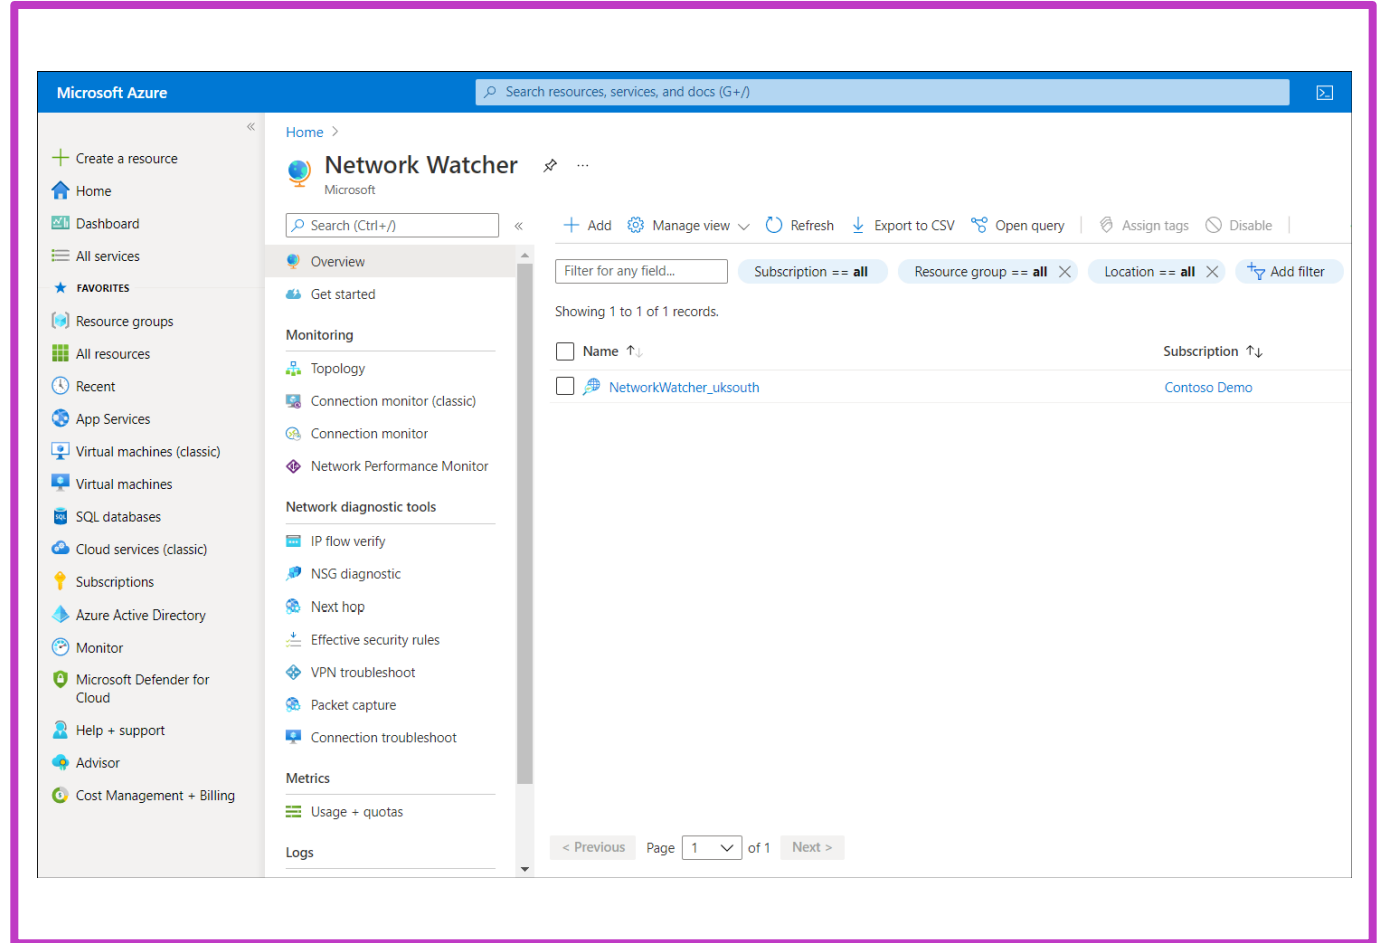 Microsoft Azure
Search resources, services, and docs (G+/)
Create a resource
Home
Dashboard
All services
FAVORITES
Resource groups
All resources
Recent
App Services
Virtual machines (classic)
Virtual machines
SQL databases
Cloud services (classic)
Subscriptions
Azure Active Directory
Monitor
Microsoft Defender for
Cloud
Help + support
Advisor
Cost Management + Billing
Home >
Network Watcher
Microsoft
Search (Ctrl+/)
Overview
Get started
Monitoring
Topology
Connection monitor (classic)
Connection monitor
Network Performance Monitor
Network diagnostic tools
IP flow verify
NSG diagnostic
Next hop
Effective security rules
VPN troubleshoot
Packet capture
Connection troubleshoot
Metrics
Usage + quotas
Logs
Add Manage view Refresh Export to CSV Open query Assign tags Disable
Filter for any field... Subscription == all Resource group == all Location == all Add filter
Showing 1 to 1 of 1 records.
Name Subscription
NetworkWatcher_uksouth Contoso Demo
< Previous Page 1 of 1 Next >